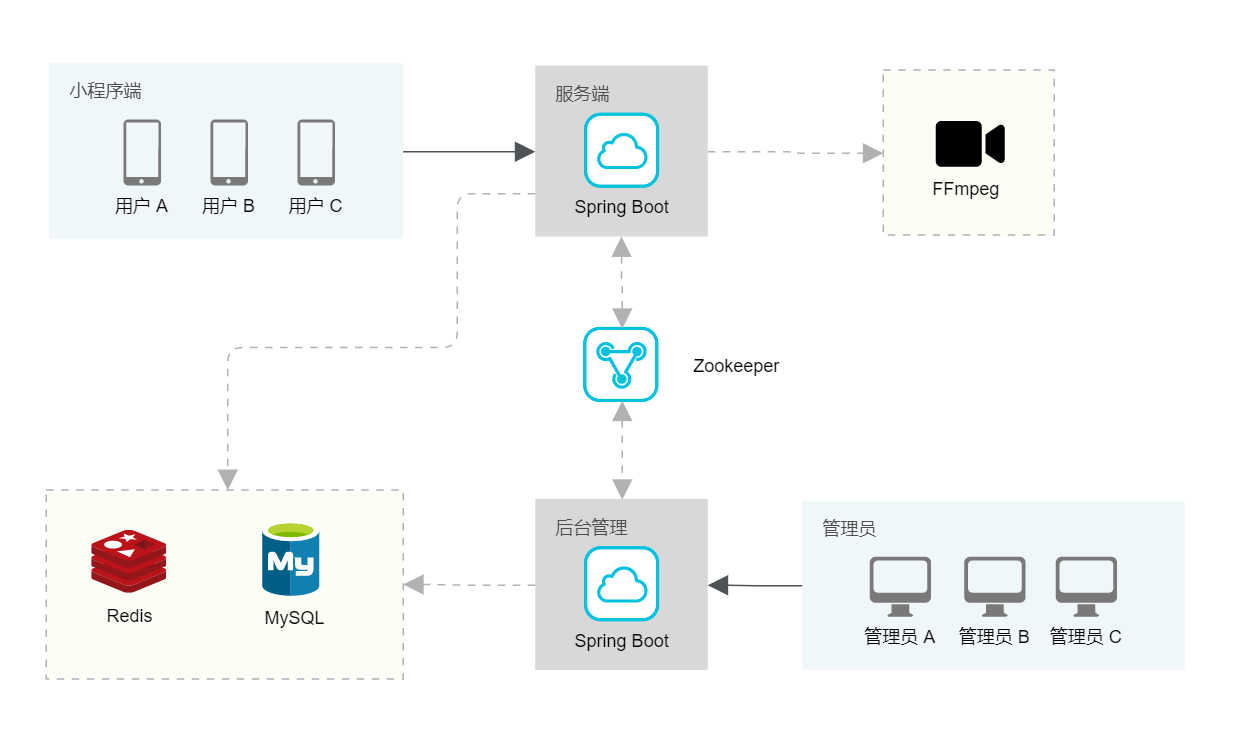 小程序端
用户 A
用户 B
用户 C
服务端
Spring Boot
FFmpeg
Zookeeper
Redis
My
MySQL
后台管理
Spring Boot
管理员
管理员 A
管理员 B
管理员 C